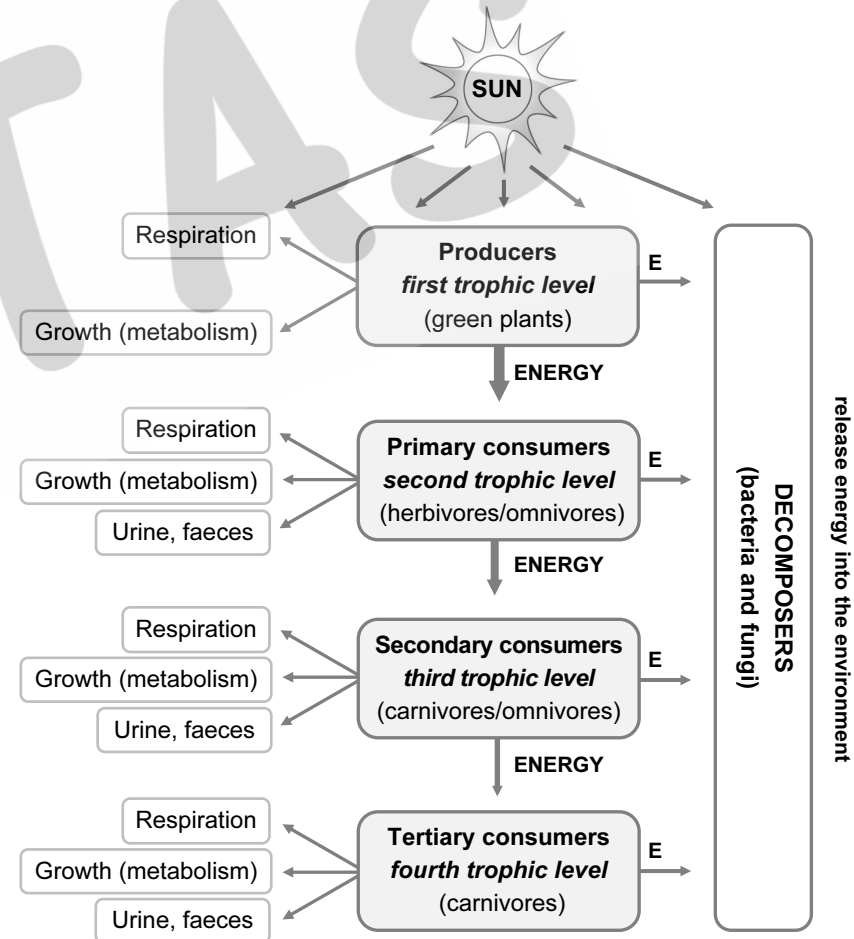 SUN
Respiration
Growth (metabolism)
Producers
first trophic level
(green plants)
E
ENERGY
Respiration
Growth (metabolism)
Urine, faeces
Primary consumers
second trophic level
(herbivores/omnivores)
E
ENERGY
Respiration
Growth (metabolism)
Urine, faeces
Secondary consumers
third trophic level
(carnivores/omnivores)
E
ENERGY
Respiration
Growth (metabolism)
Urine, faeces
Tertiary consumers
fourth trophic level
(carnivores)
E
DECOMPOSERS
(bacteria and fungi)
release energy into the environment
TAS